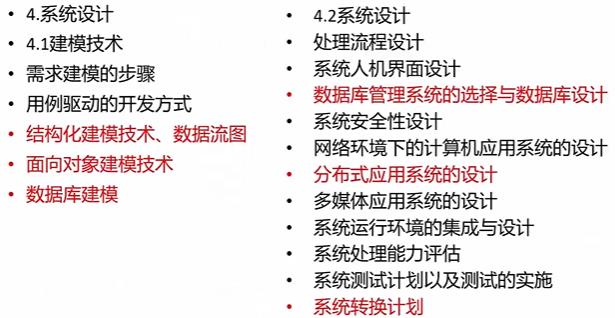 • 4.系统设计
• 4.1建模技术
• 需求建模的步骤
• 用例驱动的开发方式
• 结构化建模技术、数据流图
• 面向对象建模技术
• 数据库建模
• 4.2系统设计
• 处理流程设计
• 系统人机界面设计
• 数据库管理系统的选择与数据库设计
• 系统安全性设计
• 网络环境下的计算机应用系统的设计
• 分布式应用系统的设计
• 多媒体应用系统的设计
• 系统运行环境的集成与设计
• 系统处理能力评估
• 系统测试计划以及测试的实施
• 系统转换计划